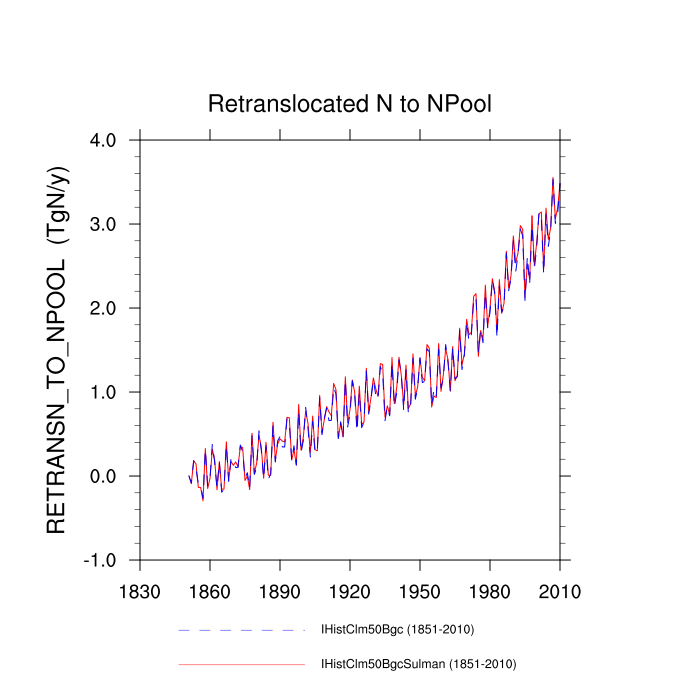 Retranslocated N to NPool
RETRANSN_TO_NPOOL (TgN/y)
4.0
3.0
2.0
1.0
0.0
-1.0
1830 1860 1890 1920 1950 1980 2010
IHistClm50Bgc (1851-2010)
IHistClm50BgcSulman (1851-2010)